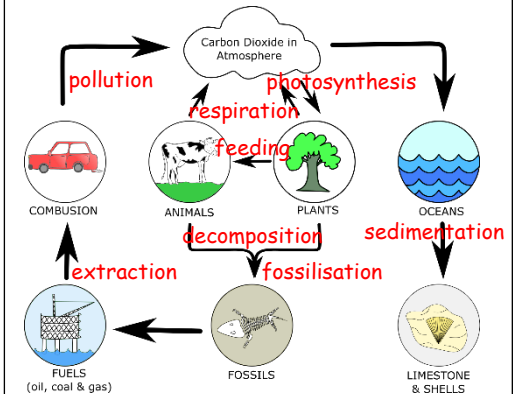 Carbon Dioxide in
Atmosphere
pollution
photosynthesis
respiration
feeding
COMBUSION
ANIMALS
PLANTS
OCEANS
decomposition
sedimentation
extraction
fossilisation
FUELS
(oil, coal & gas)
FOSSILS
LIMESTONE
& SHELLS